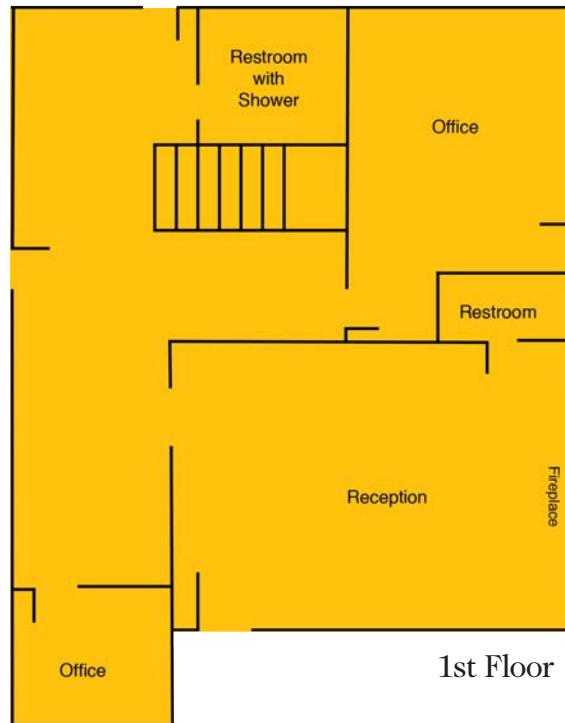 Restroom
with
Shower
Office
Restroom
Fireplace
Reception
Office
1st Floor